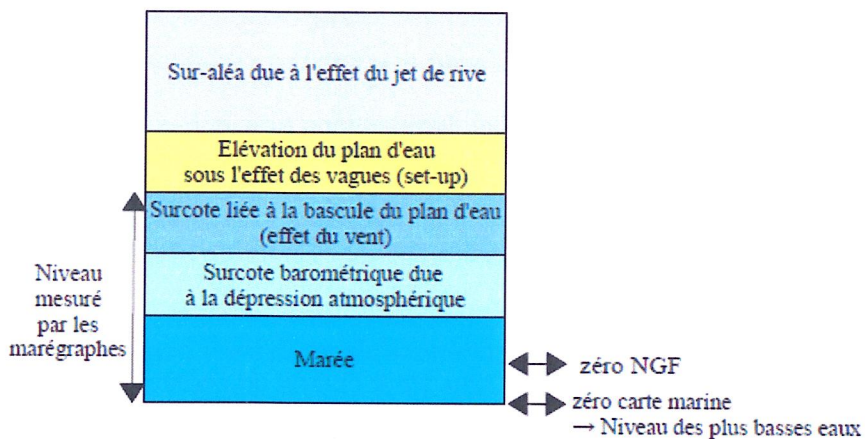 Sur-aléa due à l'effet du jet de rive
Elévation du plan d'eau
sous l'effet des vagues (set-up)
Surcote liée à la bascule du plan d'eau
(effet du vent)
Surcote barométrique due
à la dépression atmosphérique
Marée
Niveau
mesuré
par les
marégraphes
zéro NGF
zéro carte marine
→ Niveau des plus basses eaux